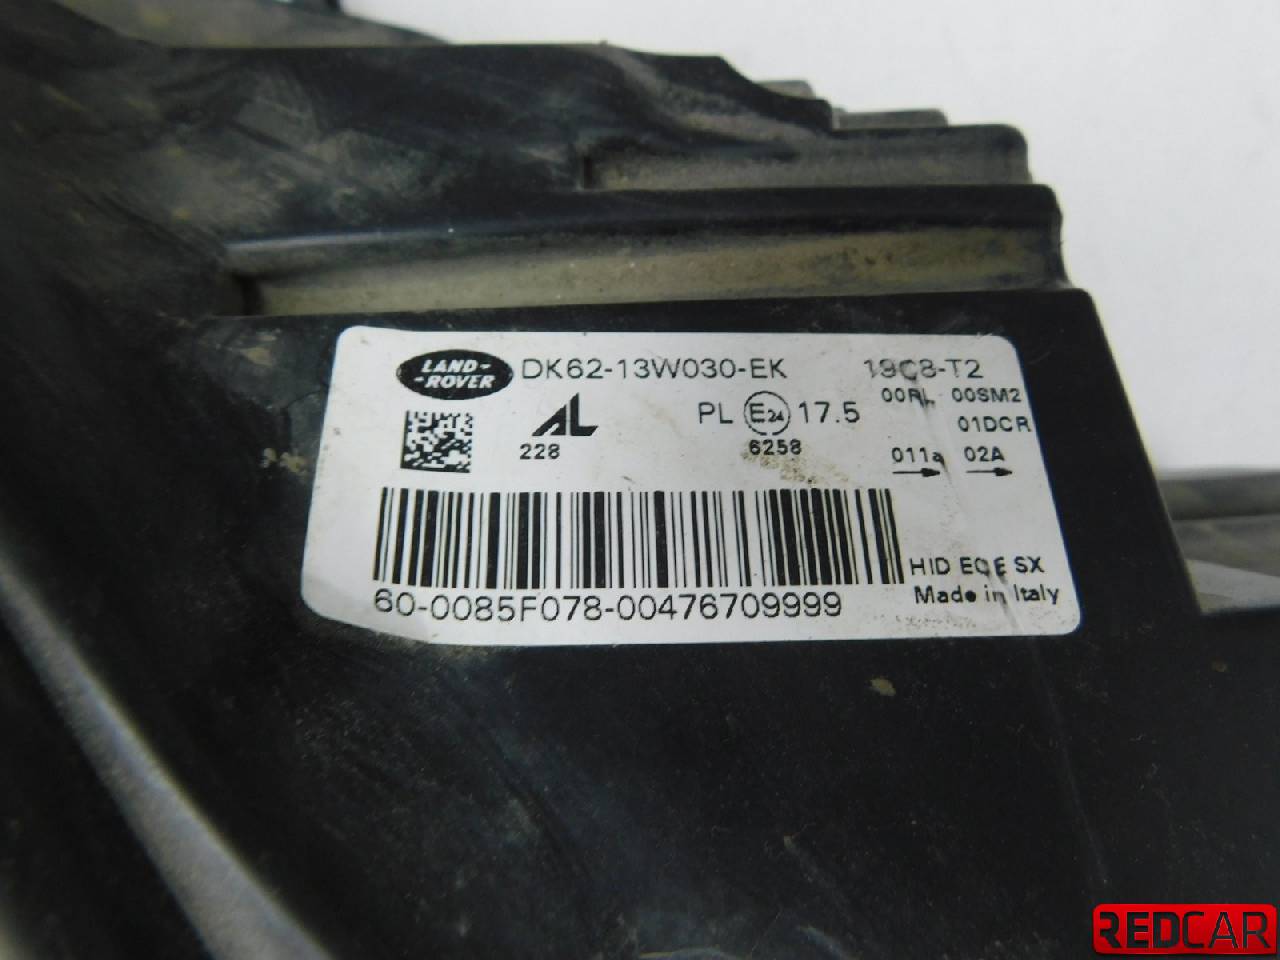 LAND-
-ROVER
DK62-13W030-EK 19C8-T2
00RL 00SM2
AL PL E24 17.5 01DCR
228 6258 011a 02A
HID ECE SX
Made in Italy
60-0085F078-00476709999
REDCAR